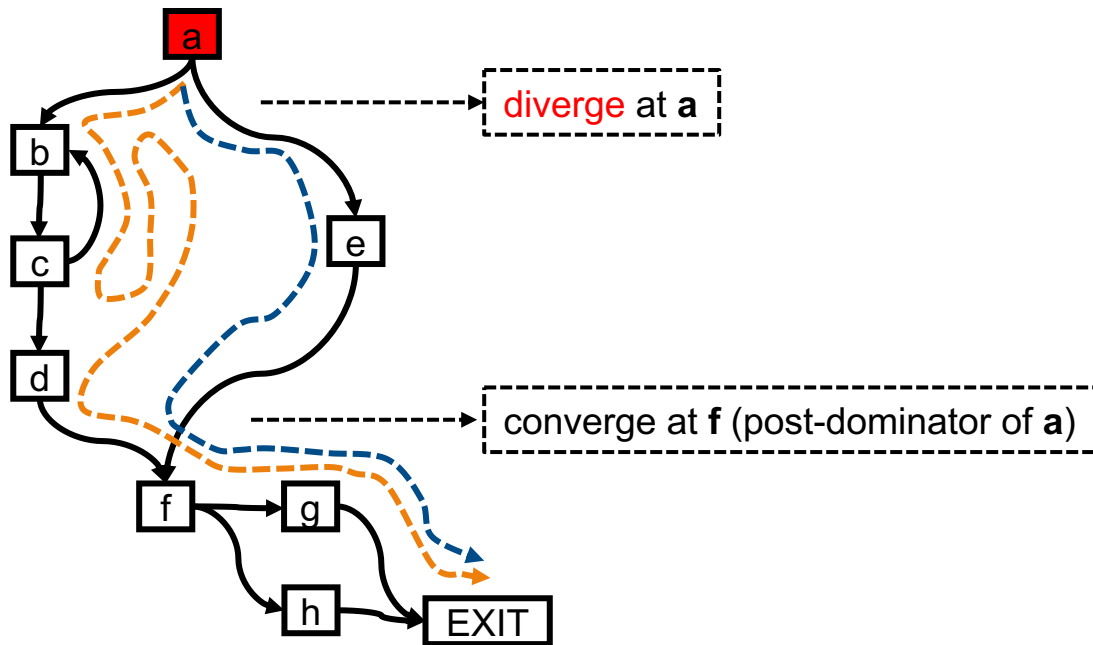 a
diverge at a
b
e
c
d
converge at f (post-dominator of a)
f
g
h
EXIT